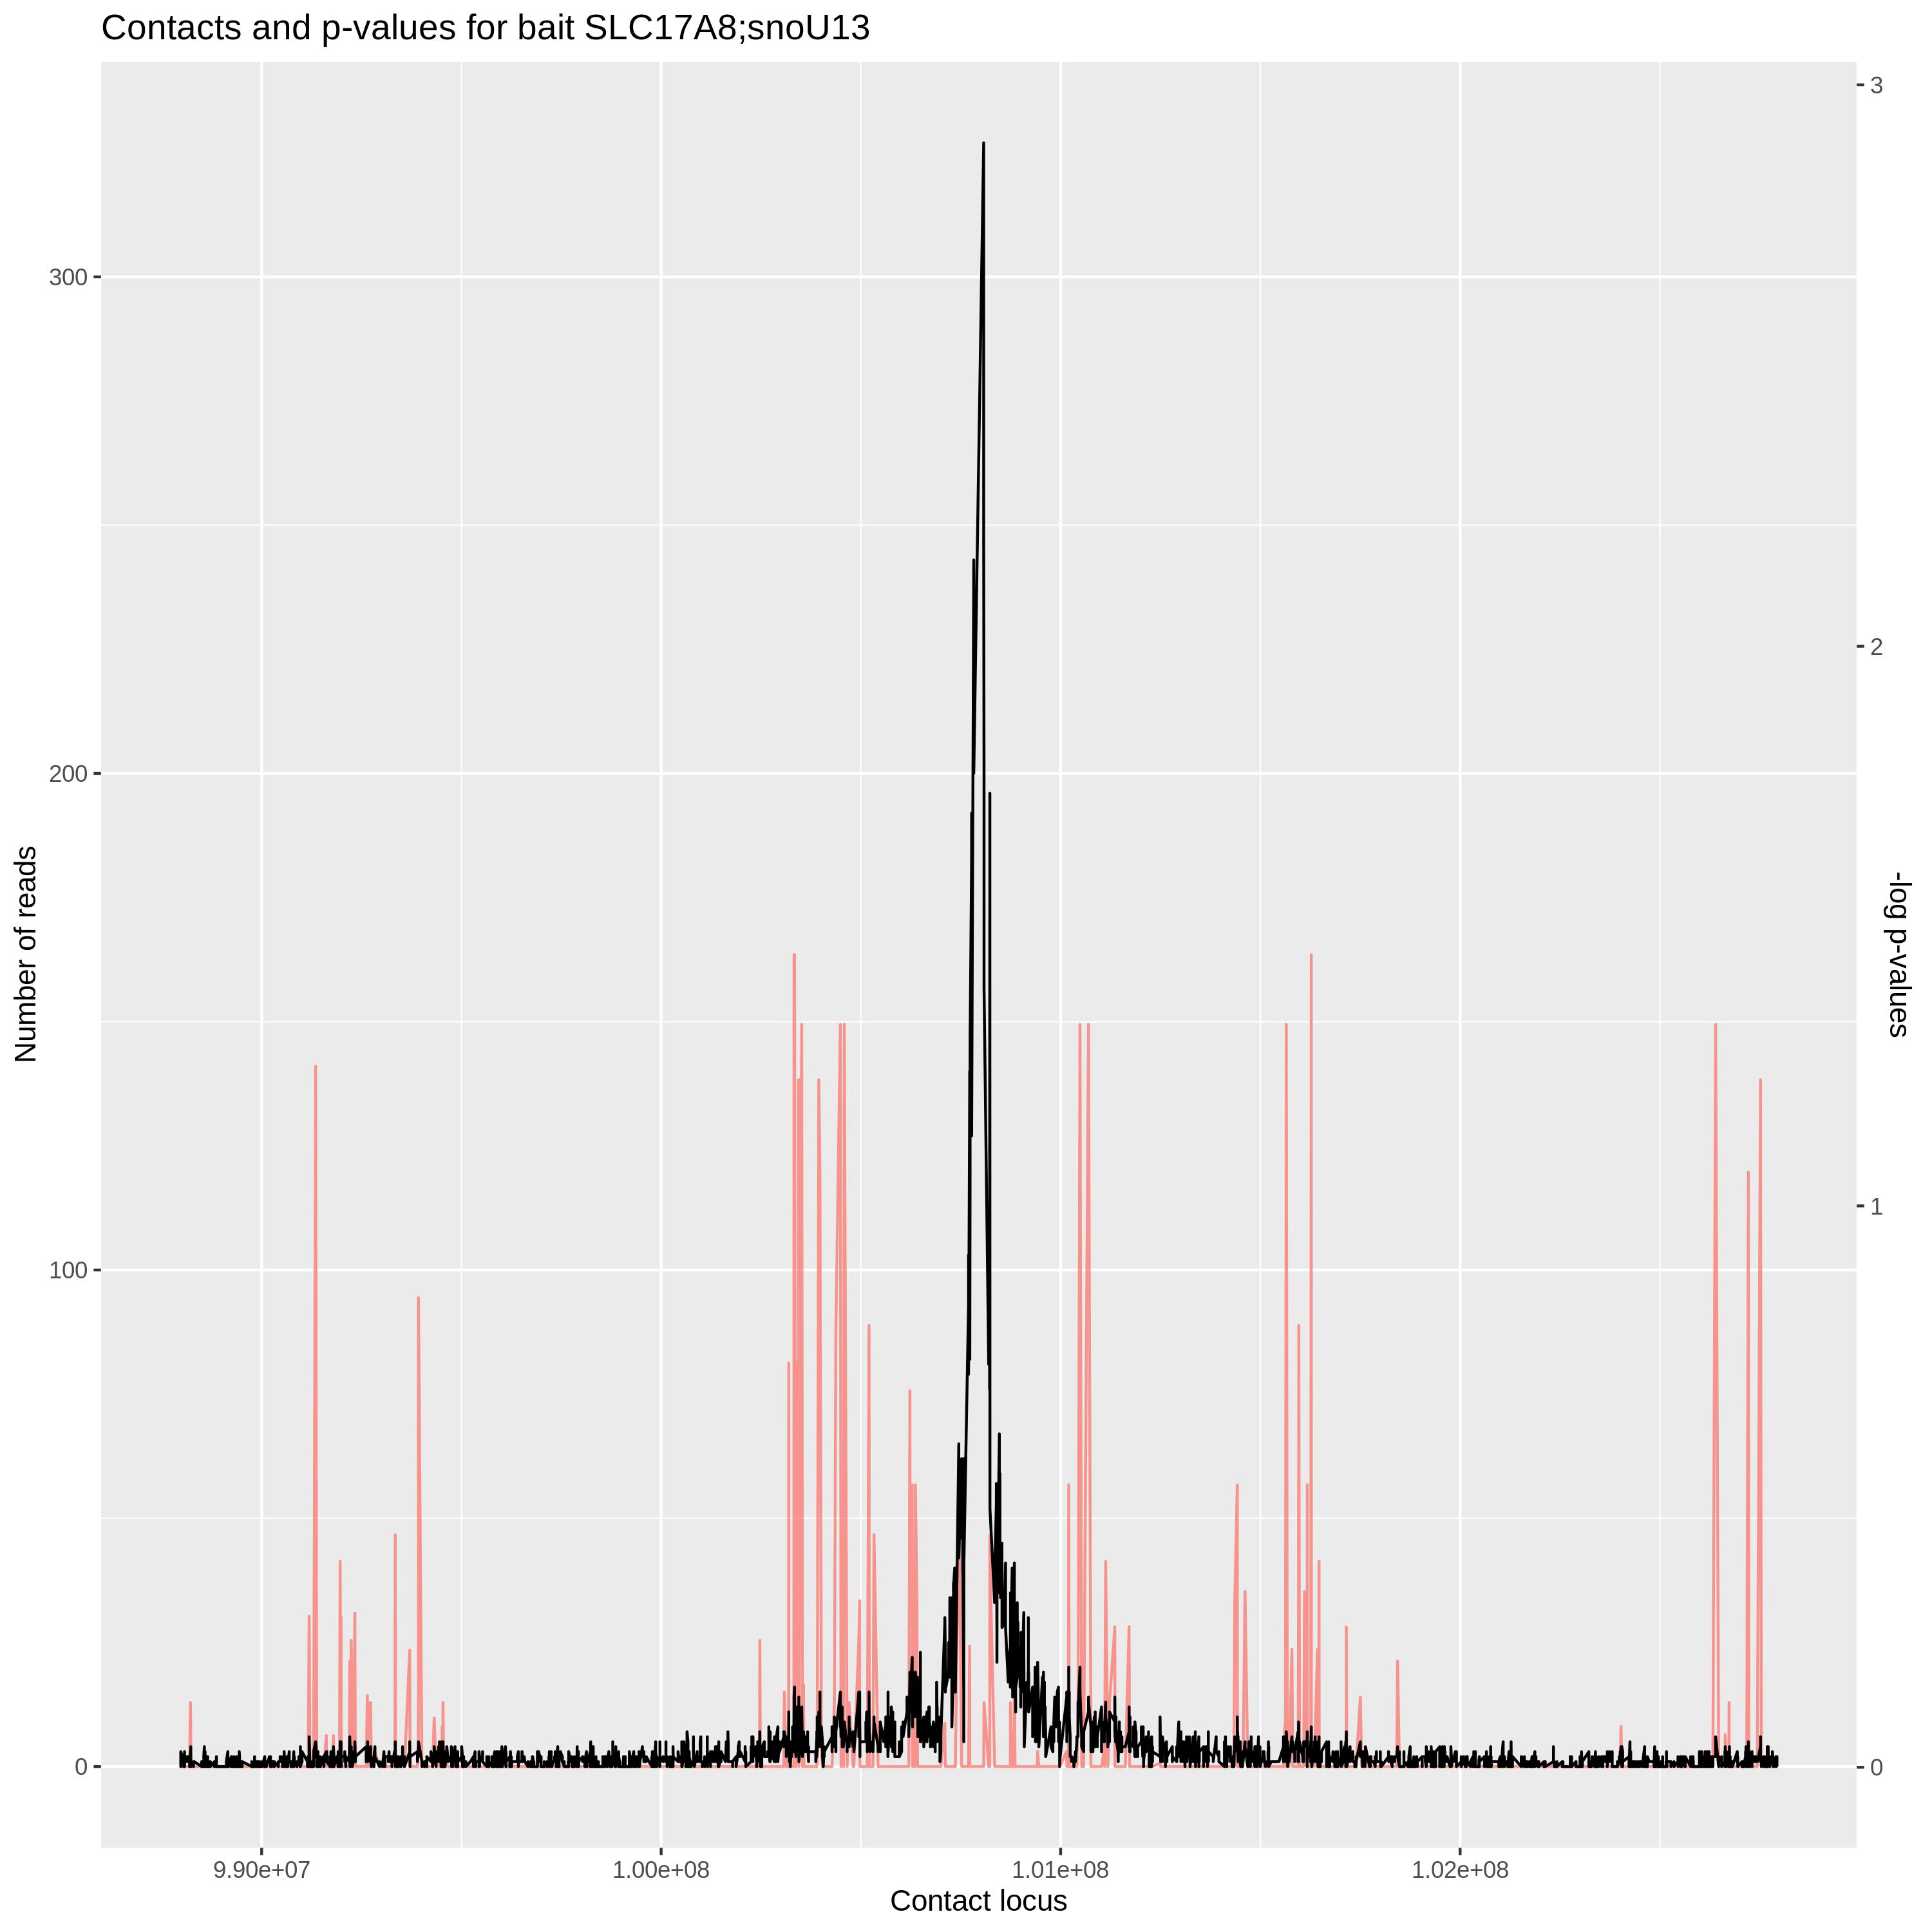 Contacts and p-values for bait SLC17A8;snoU13
Number of reads
300
200
100
0
3
2
1
0
-log p-values
9.90e+07 1.00e+08 1.01e+08 1.02e+08
Contact locus